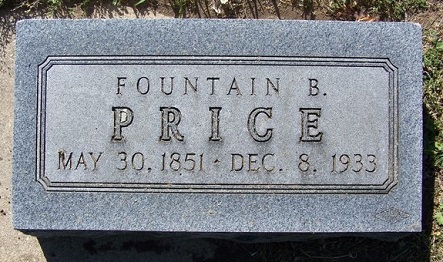 FOUNTAIN B.
PRICE
MAY 30, 1851 · DEC. 8, 1933